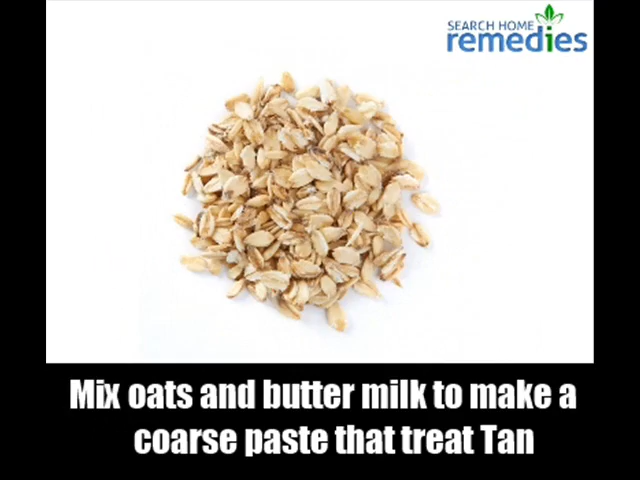 SEARCH HOME
remedies
Mix oats and butter milk to make a
coarse paste that treat Tan